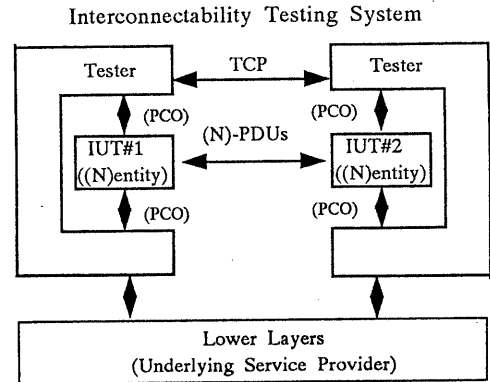 Interconnectability Testing System
Tester
TCP
Tester
(PCO)
(PCO)
(N)-PDUs
IUT#1
((N)entity)
IUT#2
((N)entity)
(PCO)
(PCO)
Lower Layers
(Underlying Service Provider)